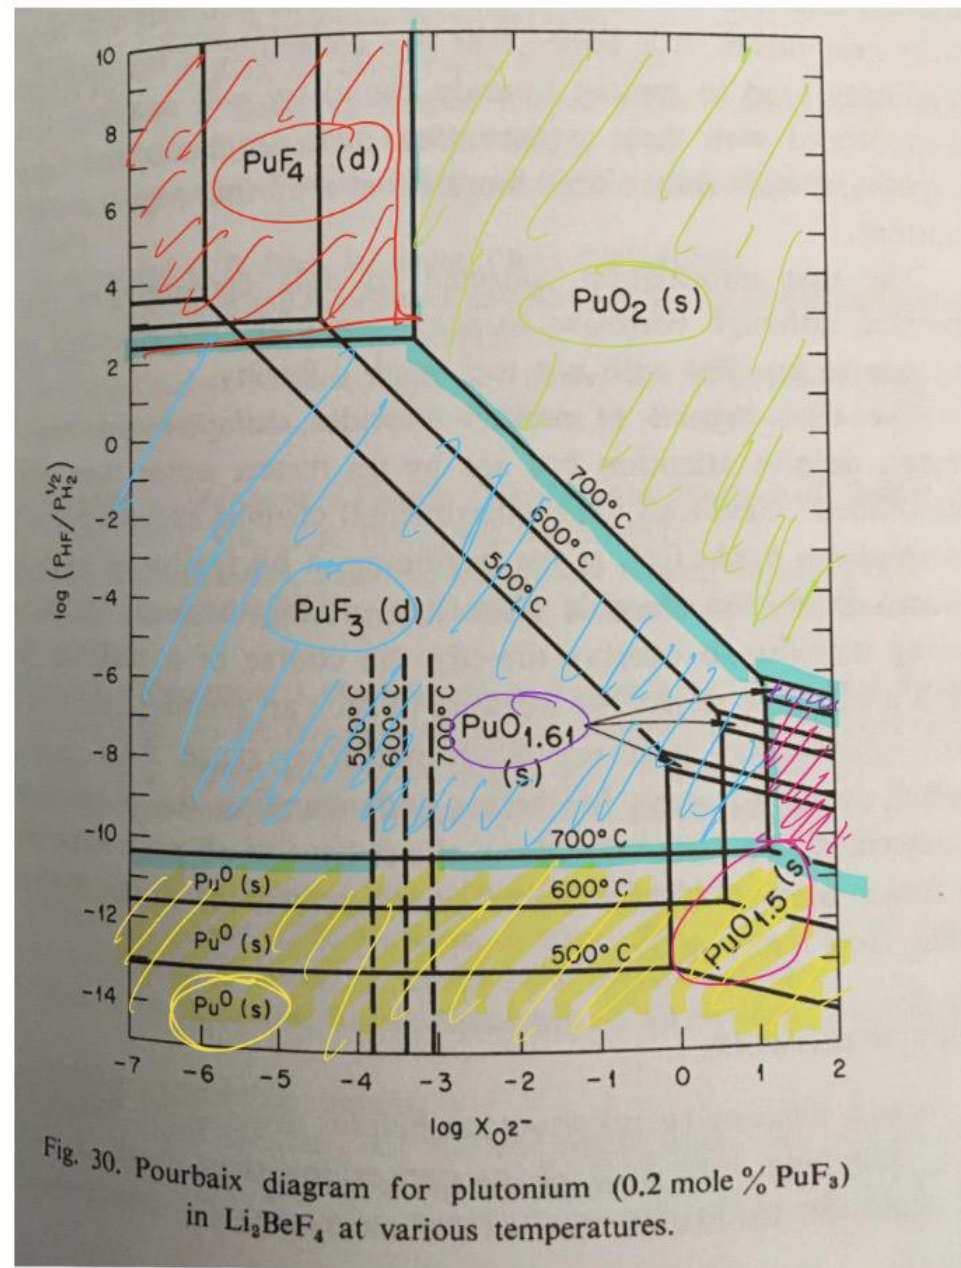 10
8
6
4
2
0
-2
-4
-6
-8
-10
-12
-14
log (PHF/PH2^1/2)
PuF4 (d)
PuO2 (s)
700°C
600°C
500°C
PuF3 (d)
500°C
600°C
700°C
PuO1.61
(s)
700°C
Pu⁰ (s)
600°C
Pu⁰ (s)
500°C
Pu⁰ (s)
PuO1.5 (s)
-7 -6 -5 -4 -3 -2 -1 0 1 2
log XO2-
Fig. 30. Pourbaix diagram for plutonium (0.2 mole % PuF3)
in Li2BeF4 at various temperatures.